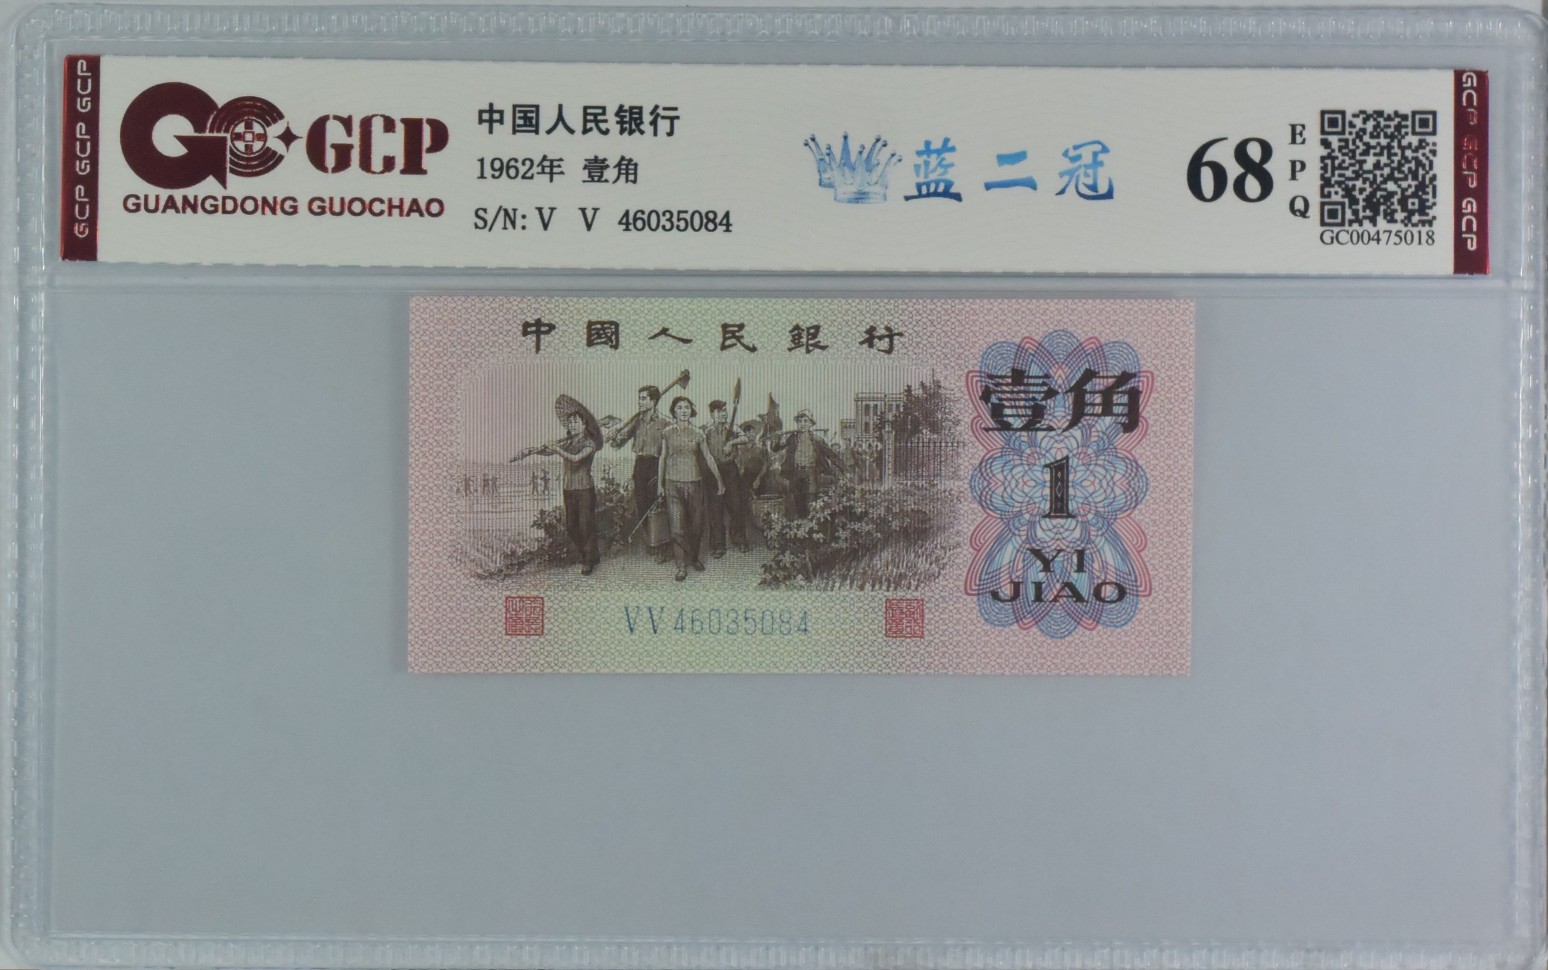 GCP GCP GCP
GCP
GUANGDONG GUOCHAO
中国人民银行
1962年 壹角
S/N: V V 46035084
蓝二冠
68
EPQ
GC00475018
GCP GCP GCP
中國人民銀行
壹角
1
YI
JIAO
VV46035084